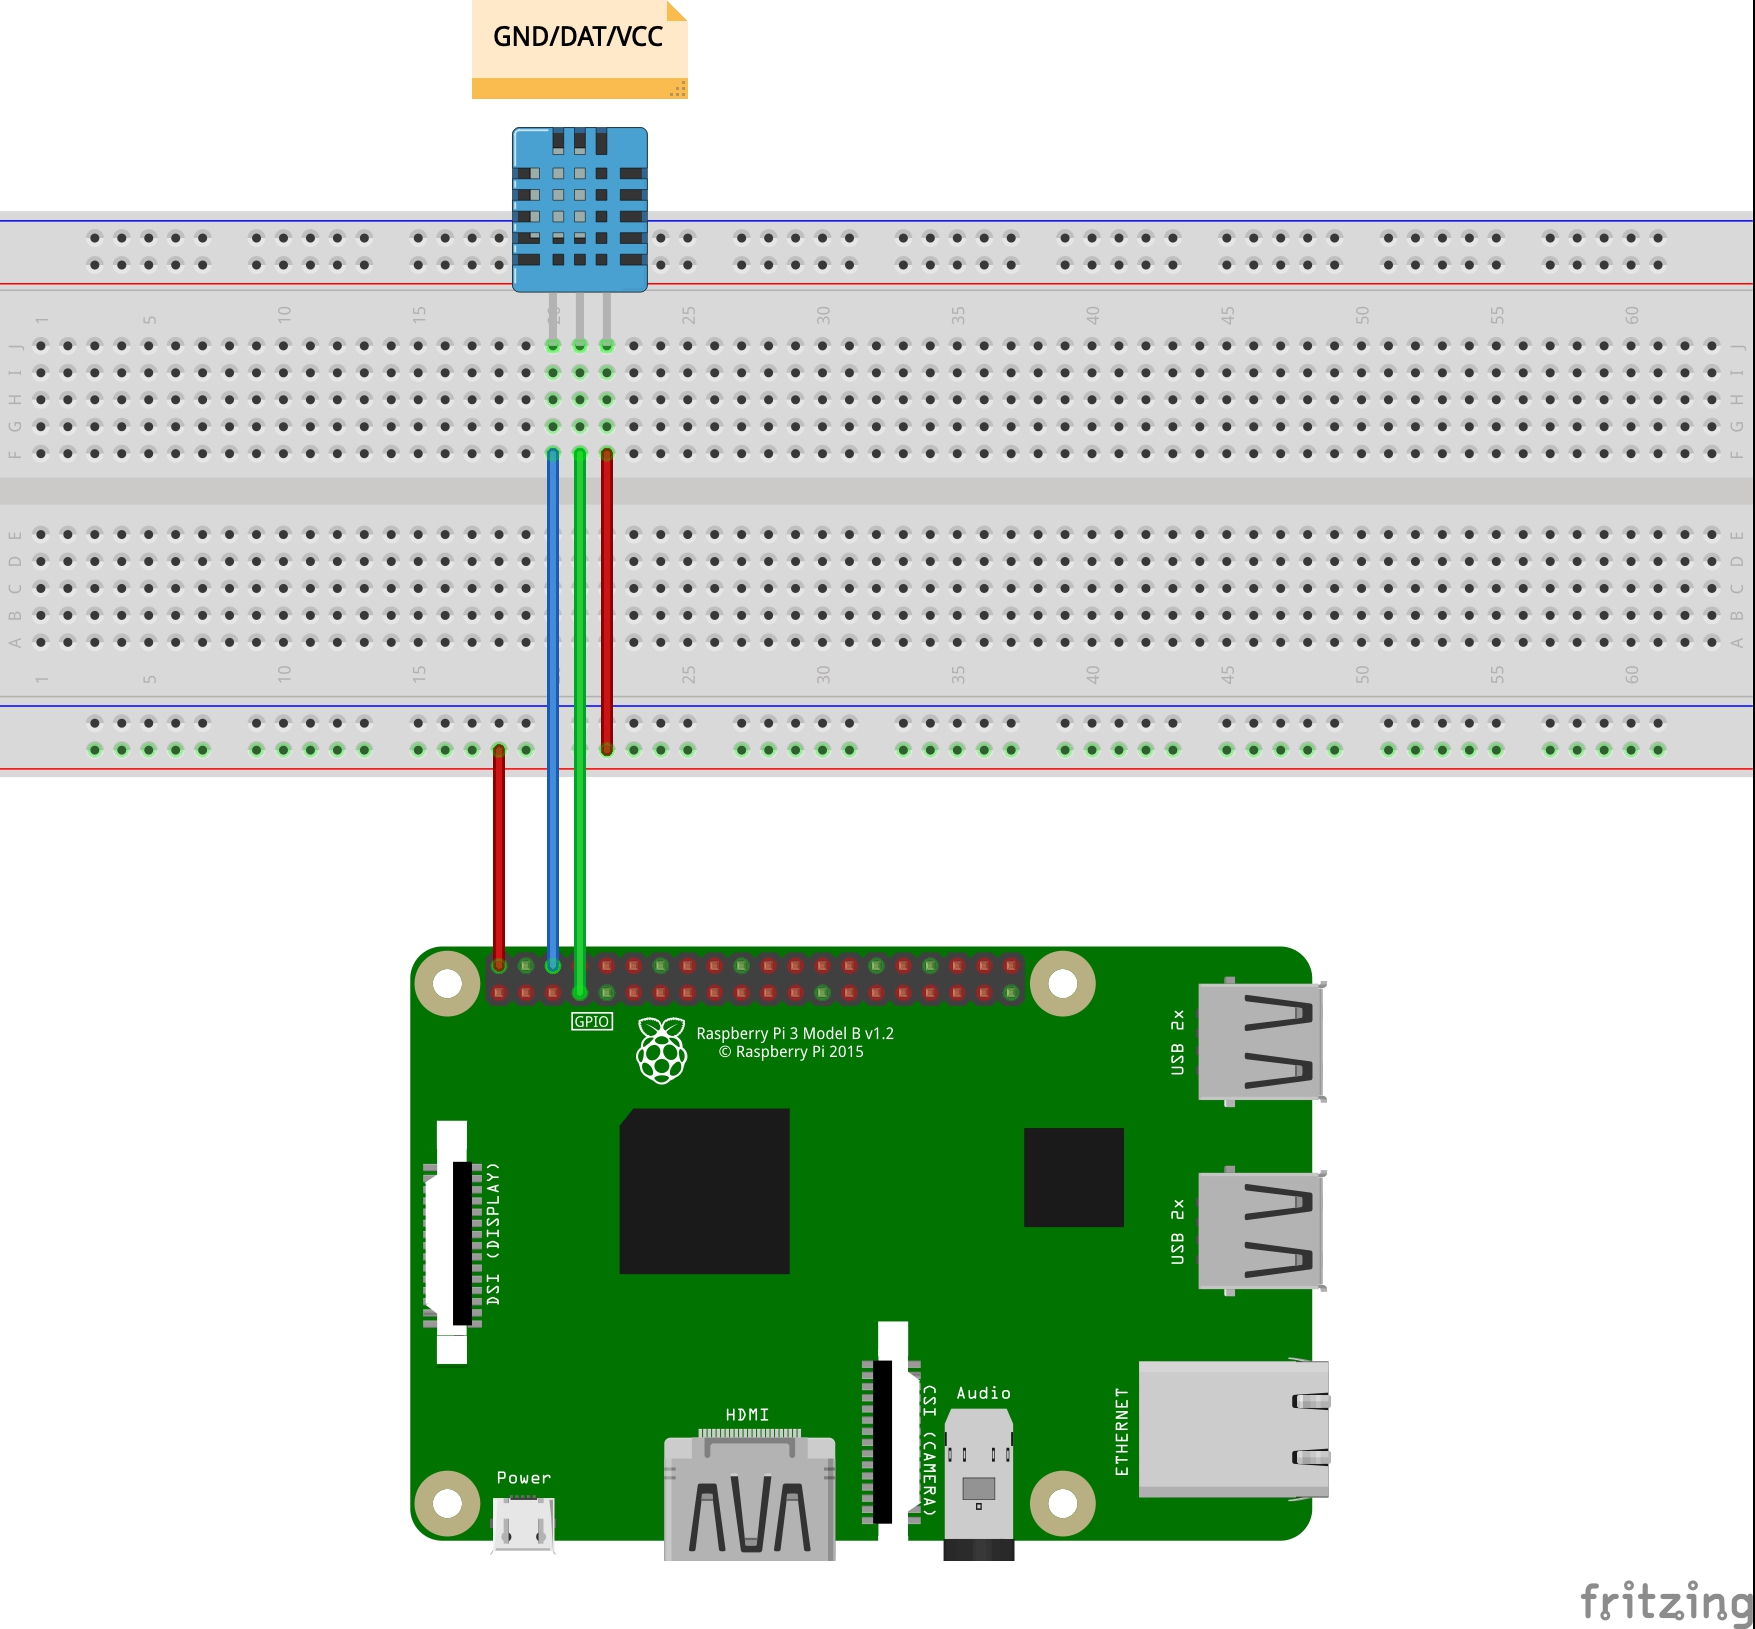 GND/DAT/VCC
1 5 10 15 20 25 30 35 40 45 50 55 60
J J
I I
H H
G G
F F
E E
D D
C C
B B
A A
1 5 10 15 25 30 35 40 45 50 55 60
GPIO
Raspberry Pi 3 Model B v1.2
© Raspberry Pi 2015
USB 2x
DSI (DISPLAY)
USB 2x
HDMI
CSI (CAMERA)
Audio
ETHERNET
Power
fritzing